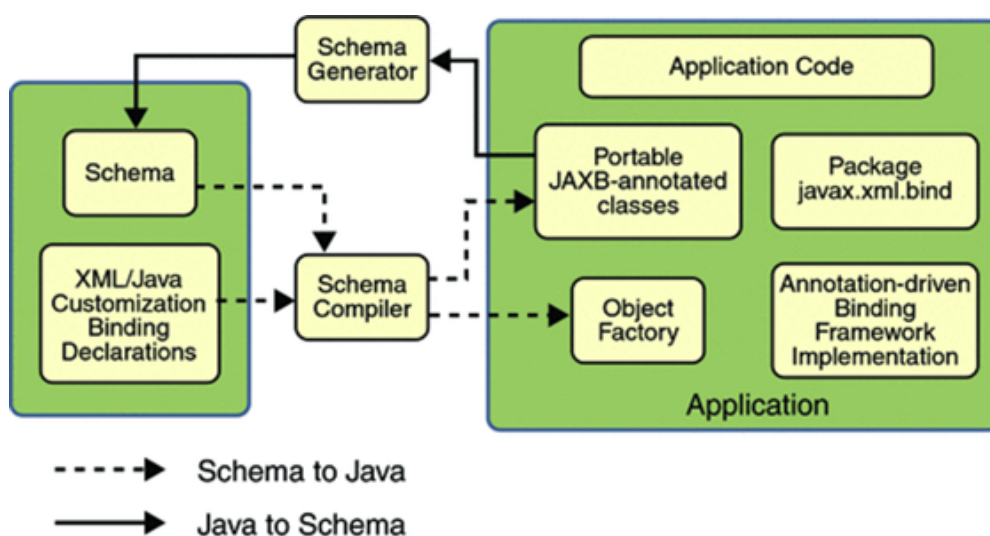 Schema
Generator
Application Code
Schema
Portable
JAXB-annotated
classes
Package
javax.xml.bind
XML/Java
Customization
Binding
Declarations
Schema
Compiler
Object
Factory
Annotation-driven
Binding
Framework
Implementation
Application
Schema to Java
Java to Schema